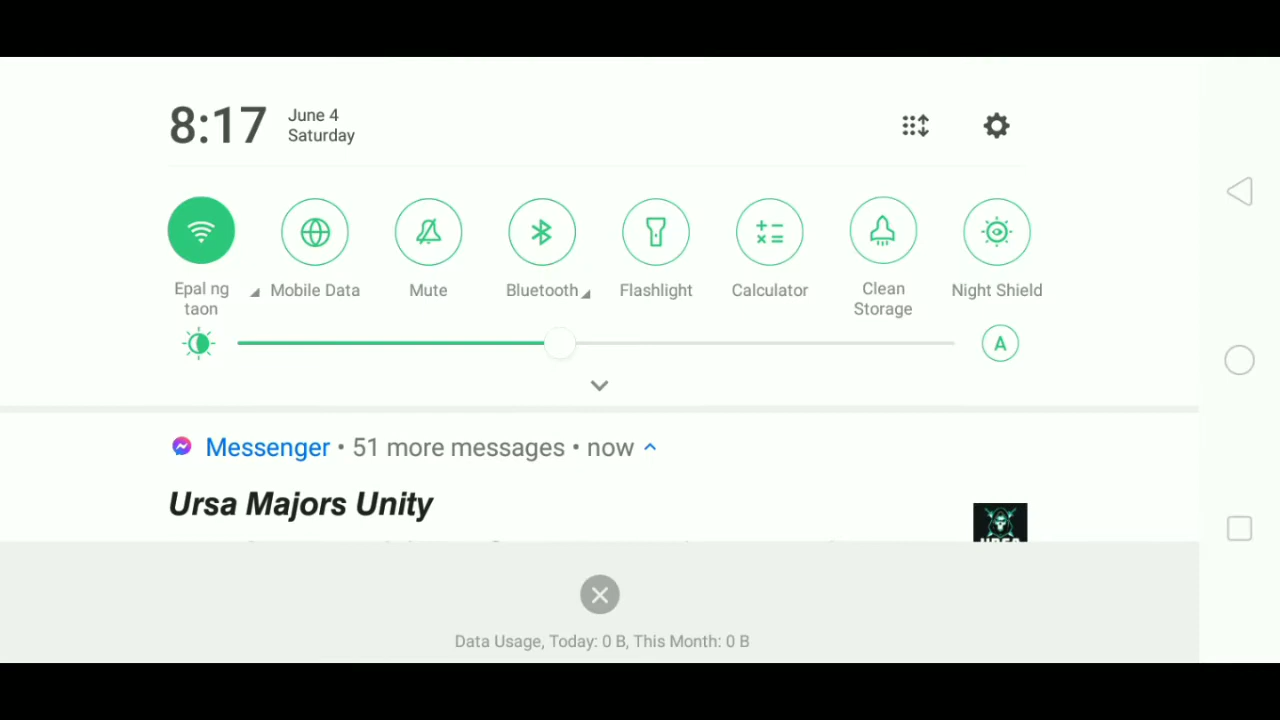 8:17
June 4
Saturday
Epal ng
taon
Mobile Data
Mute
Bluetooth
Flashlight
Calculator
Clean
Storage
Night Shield
A
Messenger • 51 more messages • now
Ursa Majors Unity
Data Usage, Today: 0 B, This Month: 0 B